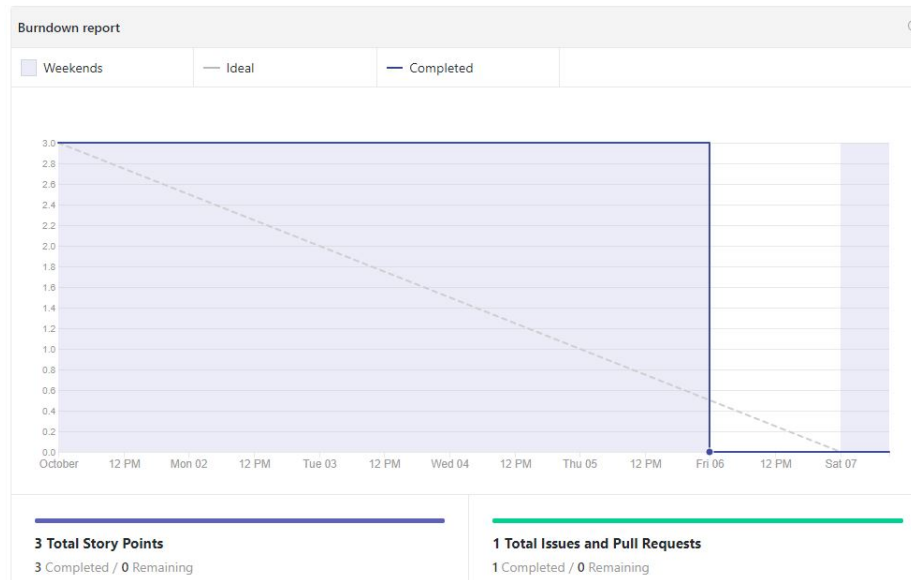 Burndown report
Weekends
Ideal
Completed
3.0
2.8
2.6
2.4
2.2
2.0
1.8
1.6
1.4
1.2
1.0
0.8
0.6
0.4
0.2
0.0
October 12 PM Mon 02 12 PM Tue 03 12 PM Wed 04 12 PM Thu 05 12 PM Fri 06 12 PM Sat 07
3 Total Story Points
3 Completed / 0 Remaining
1 Total Issues and Pull Requests
1 Completed / 0 Remaining